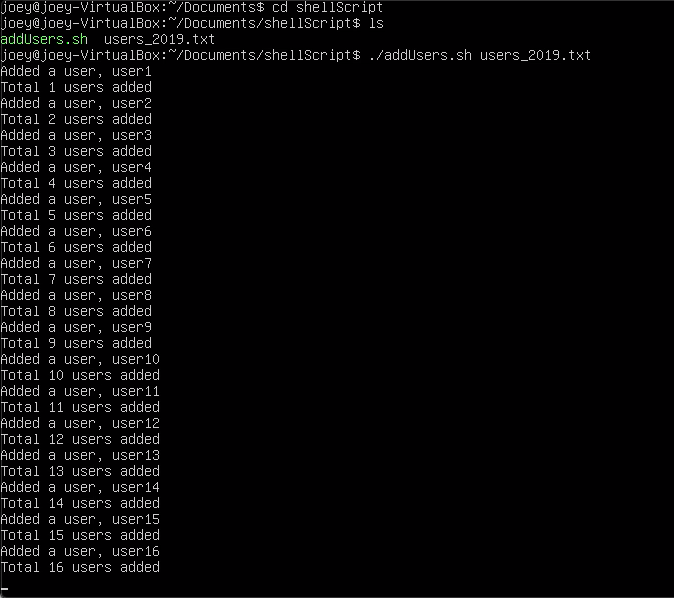 joey@joey-VirtualBox:~/Documents$ cd shellScript
joey@joey-VirtualBox:~/Documents/shellScript$ ls
addUsers.sh  users_2019.txt
joey@joey-VirtualBox:~/Documents/shellScript$ ./addUsers.sh users_2019.txt
Added a user, user1
Total 1 users added
Added a user, user2
Total 2 users added
Added a user, user3
Total 3 users added
Added a user, user4
Total 4 users added
Added a user, user5
Total 5 users added
Added a user, user6
Total 6 users added
Added a user, user7
Total 7 users added
Added a user, user8
Total 8 users added
Added a user, user9
Total 9 users added
Added a user, user10
Total 10 users added
Added a user, user11
Total 11 users added
Added a user, user12
Total 12 users added
Added a user, user13
Total 13 users added
Added a user, user14
Total 14 users added
Added a user, user15
Total 15 users added
Added a user, user16
Total 16 users added